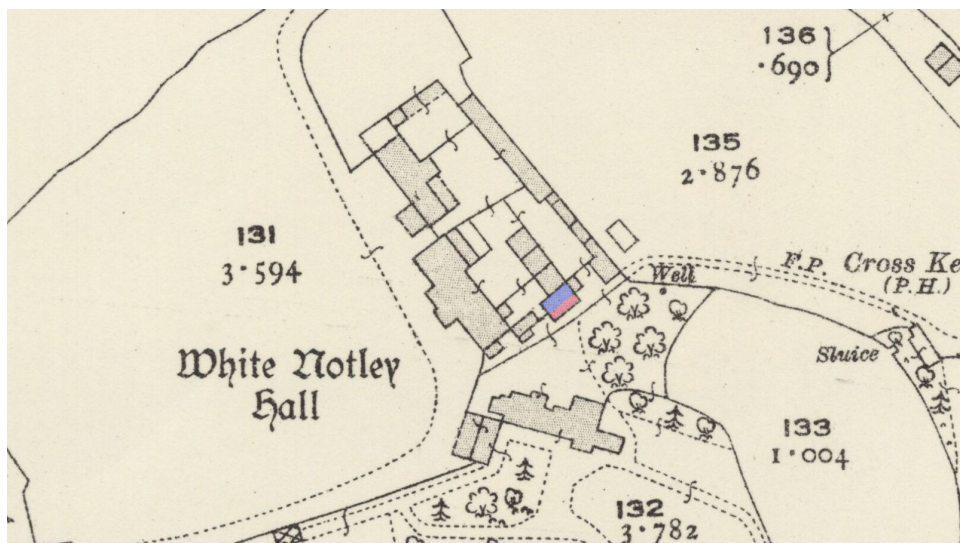 136
·690
135
2·876
131
3·594
F.P. Cross Ke
(P.H.)
Well
White Notley
Hall
Sluice
133
1·004
132
3·782